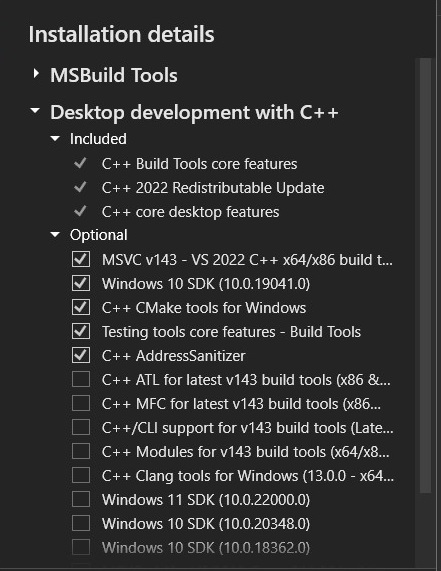 Installation details
MSBuild Tools
Desktop development with C++
Included
C++ Build Tools core features
C++ 2022 Redistributable Update
C++ core desktop features
Optional
MSVC v143 - VS 2022 C++ x64/x86 build t...
Windows 10 SDK (10.0.19041.0)
C++ CMake tools for Windows
Testing tools core features - Build Tools
C++ AddressSanitizer
C++ ATL for latest v143 build tools (x86 &...
C++ MFC for latest v143 build tools (x86...
C++/CLI support for v143 build tools (Late...
C++ Modules for v143 build tools (x64/x8...
C++ Clang tools for Windows (13.0.0 - x64...
Windows 11 SDK (10.0.22000.0)
Windows 10 SDK (10.0.20348.0)
Windows 10 SDK (10.0.18362.0)